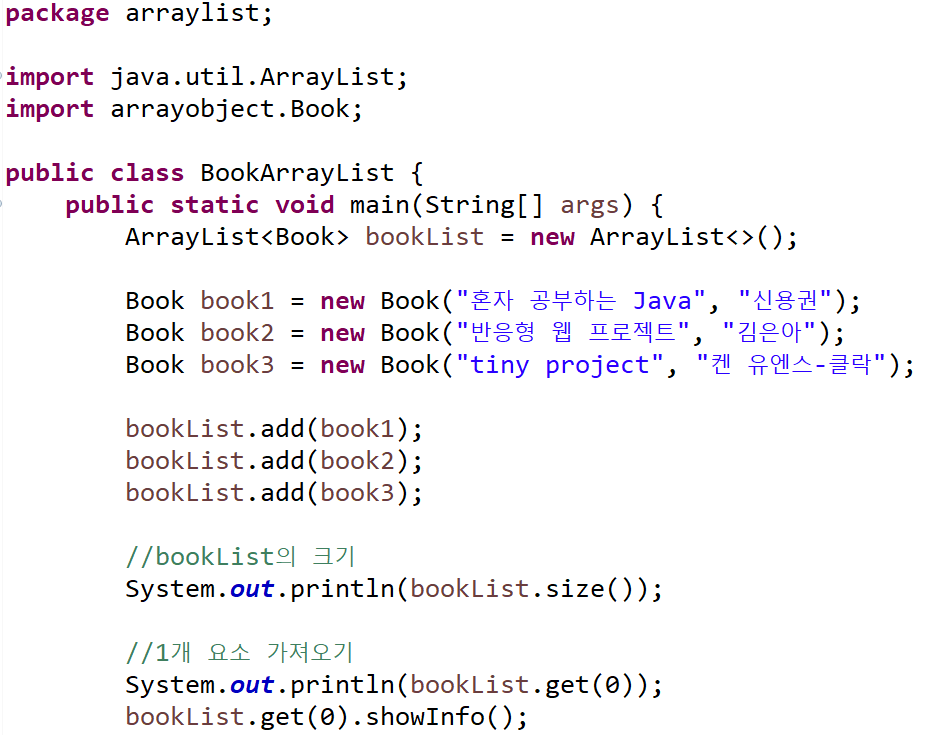 package arraylist;
import java.util.ArrayList;
import arrayobject.Book;
public class BookArrayList {
public static void main(String[] args) {
ArrayList<Book> bookList = new ArrayList<>();
Book book1 = new Book("혼자 공부하는 Java", "신용권");
Book book2 = new Book("반응형 웹 프로젝트", "김은아");
Book book3 = new Book("tiny project", "켄 유엔스-클락");
bookList.add(book1);
bookList.add(book2);
bookList.add(book3);
//bookList의 크기
System.out.println(bookList.size());
//1개 요소 가져오기
System.out.println(bookList.get(0));
bookList.get(0).showInfo();